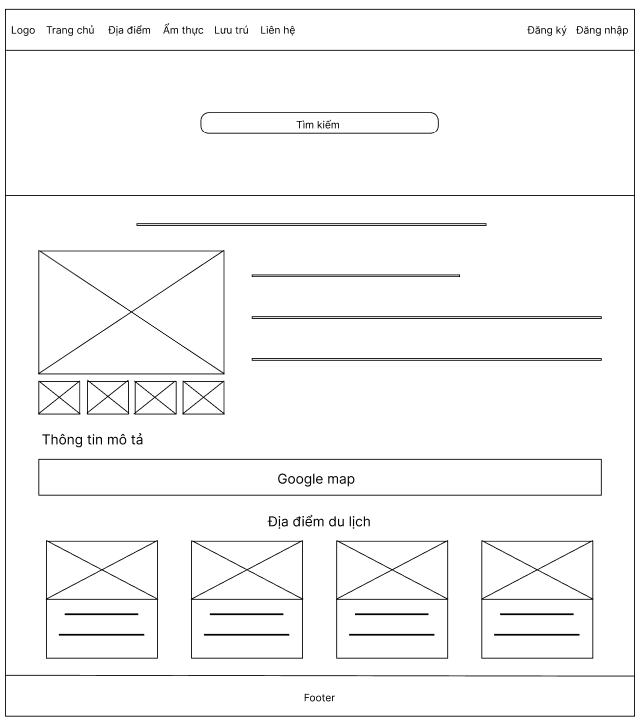 Logo Trang chủ Địa điểm Ẩm thực Lưu trú Liên hệ Đăng ký Đăng nhập
Tìm kiếm
Thông tin mô tả
Google map
Địa điểm du lịch
Footer